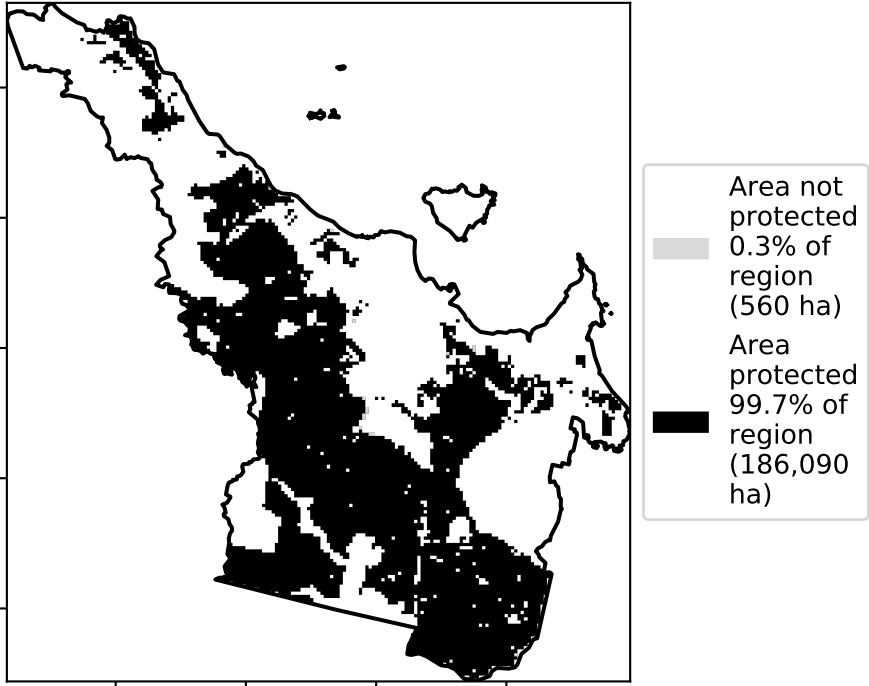 Area not
protected
0.3% of
region
(560 ha)
Area
protected
99.7% of
region
(186,090
ha)